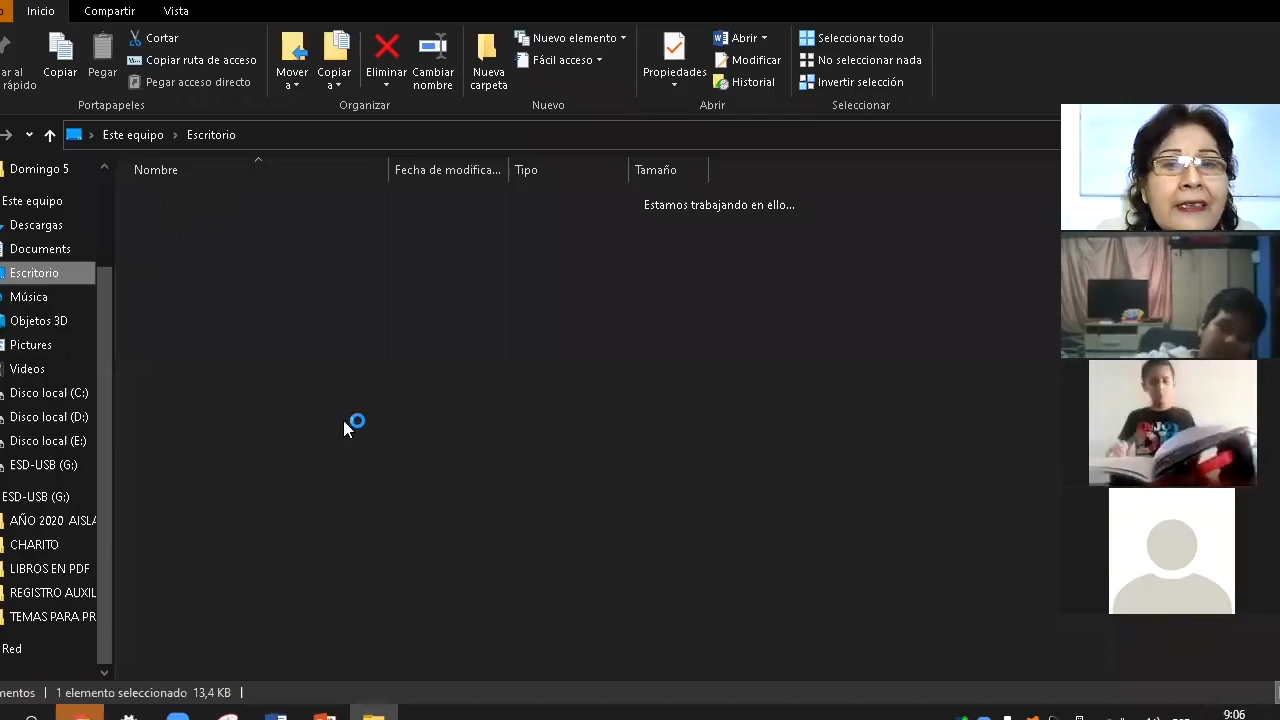 Inicio
Compartir
Vista
ar al
rápido
Copiar
Pegar
Cortar
Copiar ruta de acceso
Pegar acceso directo
Portapapeles
Mover
a
Copiar
a
Eliminar
Cambiar
nombre
Organizar
Nueva
carpeta
Nuevo elemento
Fácil acceso
Nuevo
Propiedades
Abrir
Modificar
Historial
Abrir
Seleccionar todo
No seleccionar nada
Invertir selección
Seleccionar
Este equipo
Escritorio
Nombre
Fecha de modifica...
Tipo
Tamaño
Estamos trabajando en ello...
Domingo 5
Este equipo
Descargas
Documents
Escritorio
Música
Objetos 3D
Pictures
Videos
Disco local (C:)
Disco local (D:)
Disco local (E:)
ESD-USB (G:)
ESD-USB (G:)
AÑO 2020 AISLA
CHARITO
LIBROS EN PDF
REGISTRO AUXIL
TEMAS PARA PR
Red
mentos
1 elemento seleccionado 13,4 KB
9:06